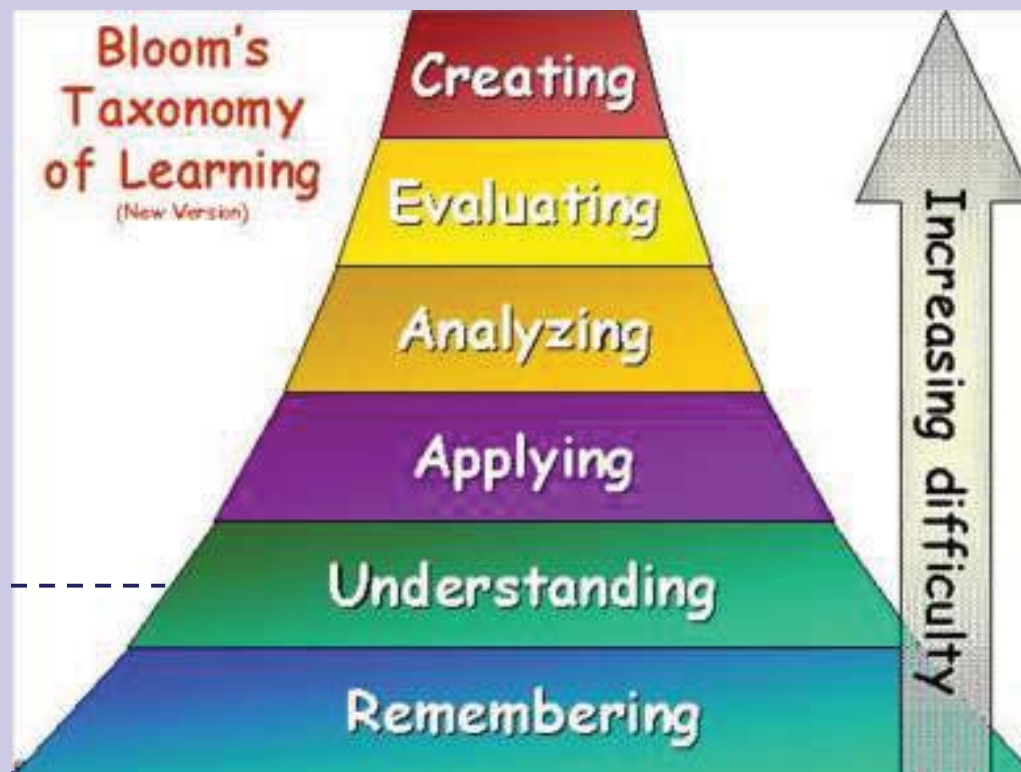 Bloom's
Taxonomy
of Learning
(New Version)
Creating
Evaluating
Analyzing
Applying
Understanding
Remembering
Increasing difficulty